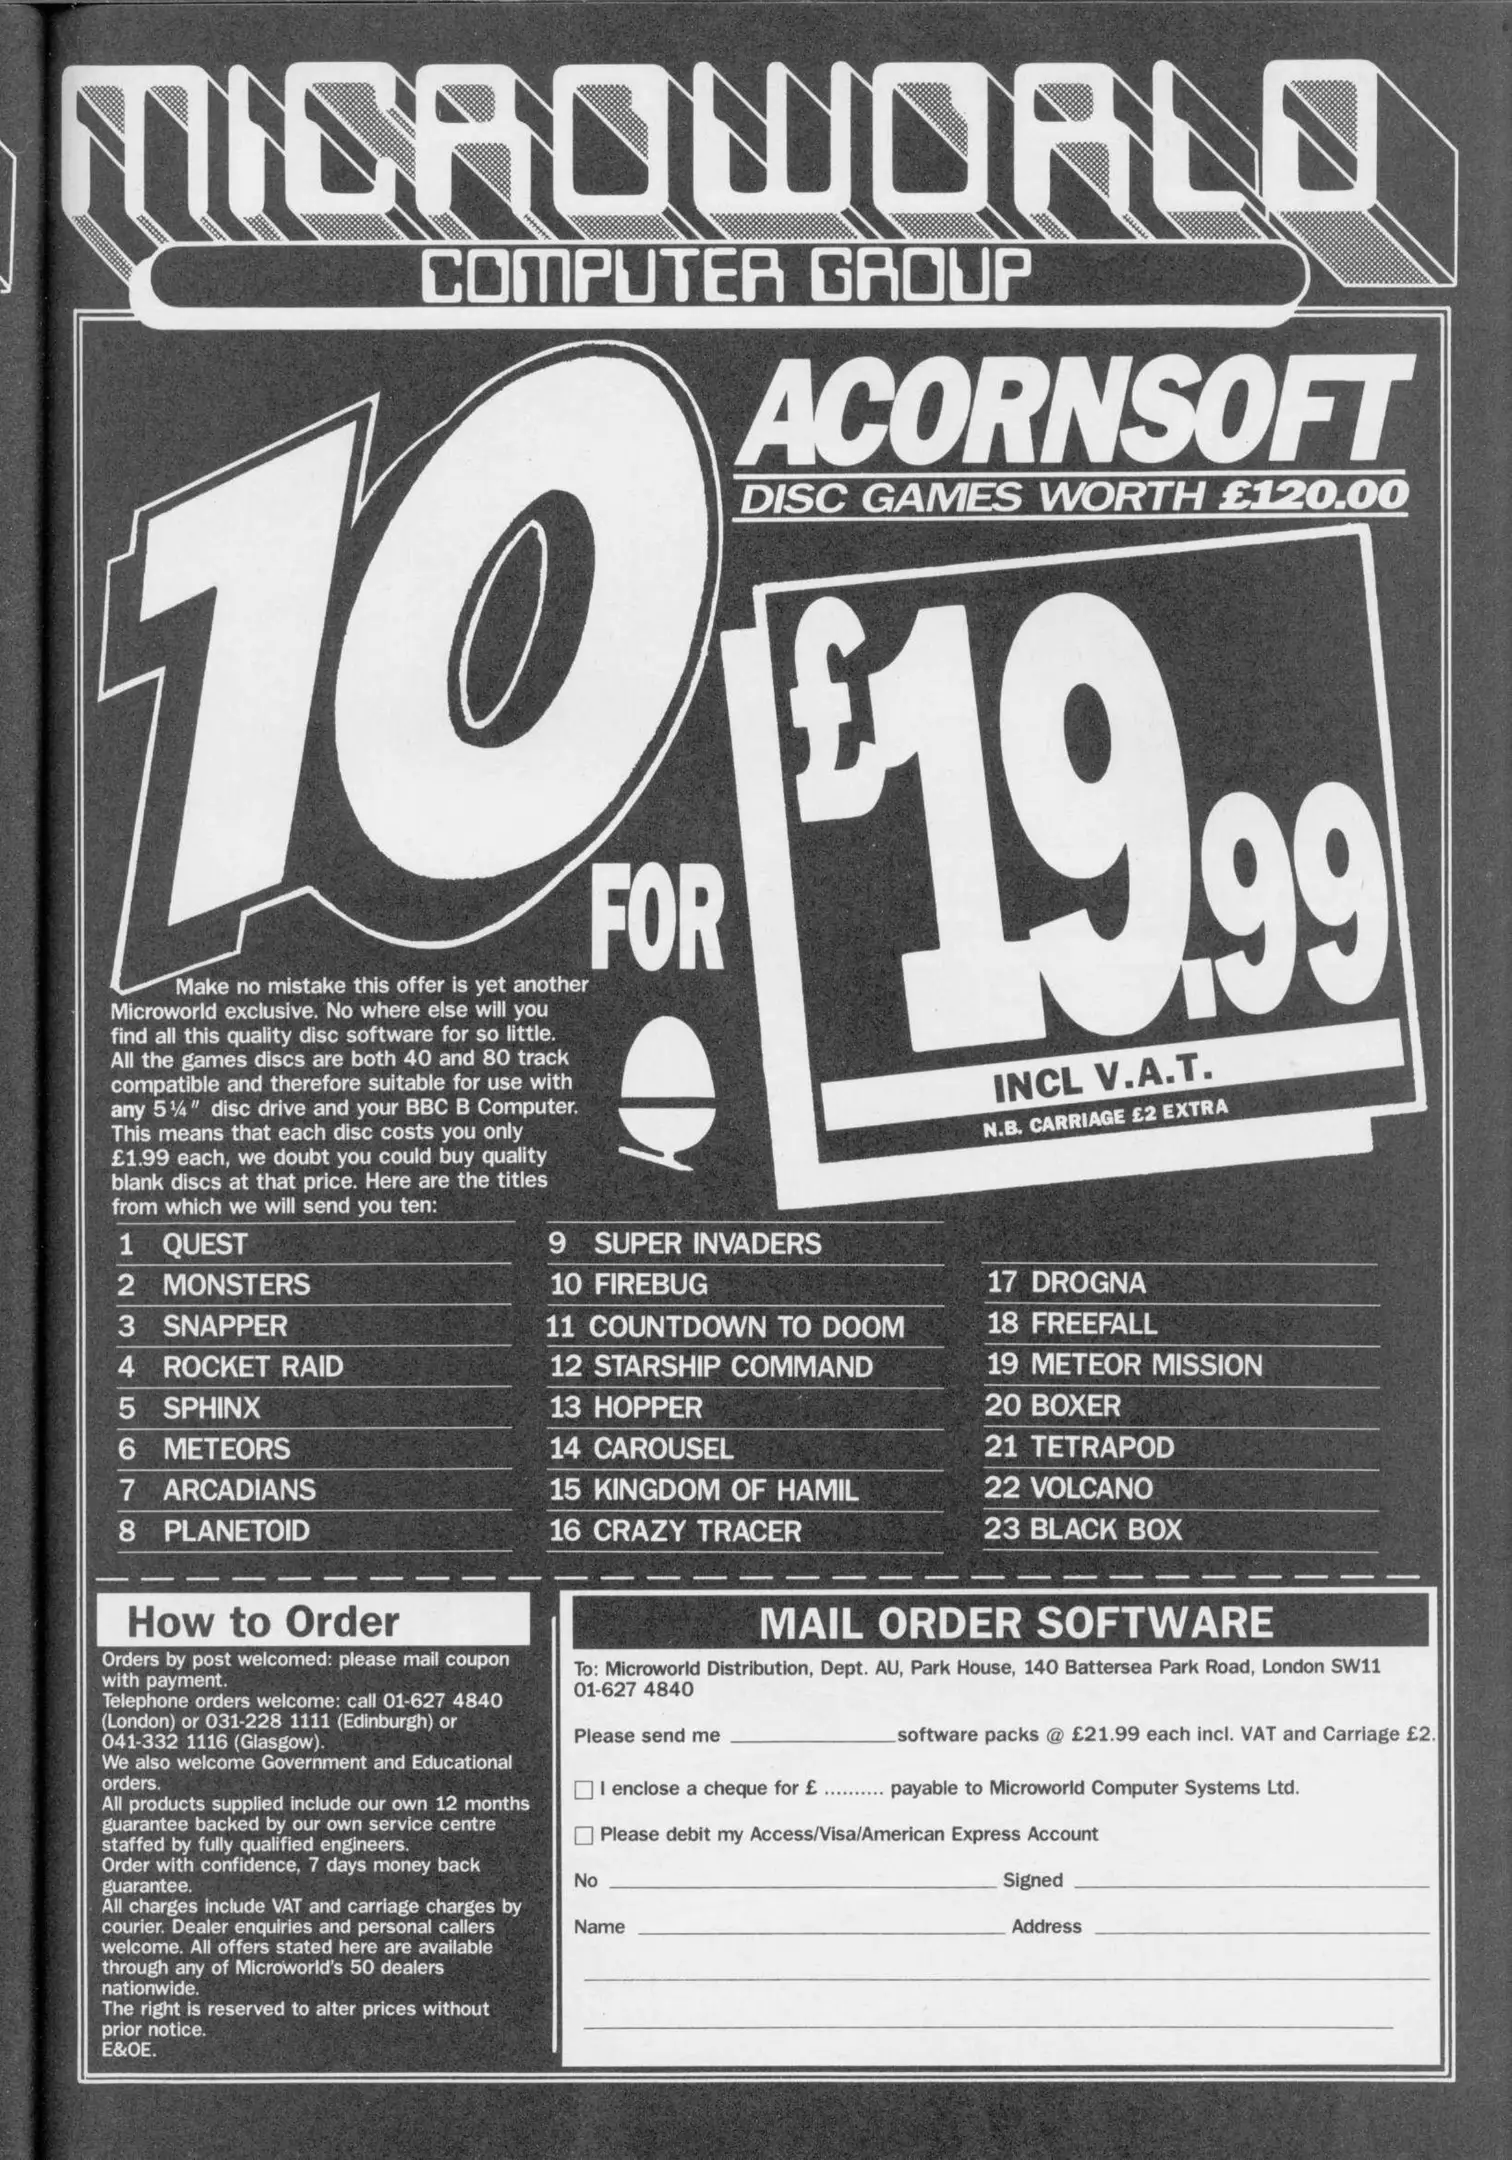 MICROWORLD
COMPUTER GROUP
10
ACORNSOFT
DISC GAMES WORTH £120.00
FOR
£19.99
INCL V.A.T.
N.B. CARRIAGE £2 EXTRA
Make no mistake this offer is yet another
Microworld exclusive. No where else will you
find all this quality disc software for so little.
All the games discs are both 40 and 80 track
compatible and therefore suitable for use with
any 5¼" disc drive and your BBC B Computer.
This means that each disc costs you only
£1.99 each, we doubt you could buy quality
blank discs at that price. Here are the titles
from which we will send you ten:
1 QUEST
2 MONSTERS
3 SNAPPER
4 ROCKET RAID
5 SPHINX
6 METEORS
7 ARCADIANS
8 PLANETOID
9 SUPER INVADERS
10 FIREBUG
11 COUNTDOWN TO DOOM
12 STARSHIP COMMAND
13 HOPPER
14 CAROUSEL
15 KINGDOM OF HAMIL
16 CRAZY TRACER
17 DROGNA
18 FREEFALL
19 METEOR MISSION
20 BOXER
21 TETRAPOD
22 VOLCANO
23 BLACK BOX
How to Order
Orders by post welcomed: please mail coupon
with payment.
Telephone orders welcome: call 01-627 4840
(London) or 031-228 1111 (Edinburgh) or
041-332 1116 (Glasgow).
We also welcome Government and Educational
orders.
All products supplied include our own 12 months
guarantee backed by our own service centre
staffed by fully qualified engineers.
Order with confidence, 7 days money back
guarantee.
All charges include VAT and carriage charges by
courier. Dealer enquiries and personal callers
welcome. All offers stated here are available
through any of Microworld's 50 dealers
nationwide.
The right is reserved to alter prices without
prior notice.
E&OE.
MAIL ORDER SOFTWARE
To: Microworld Distribution, Dept. AU, Park House, 140 Battersea Park Road, London SW11
01-627 4840
Please send me ____________ software packs @ £21.99 each incl. VAT and Carriage £2.
☐ I enclose a cheque for £ .......... payable to Microworld Computer Systems Ltd.
☐ Please debit my Access/Visa/American Express Account
No ____________ Signed ____________
Name ____________ Address ____________